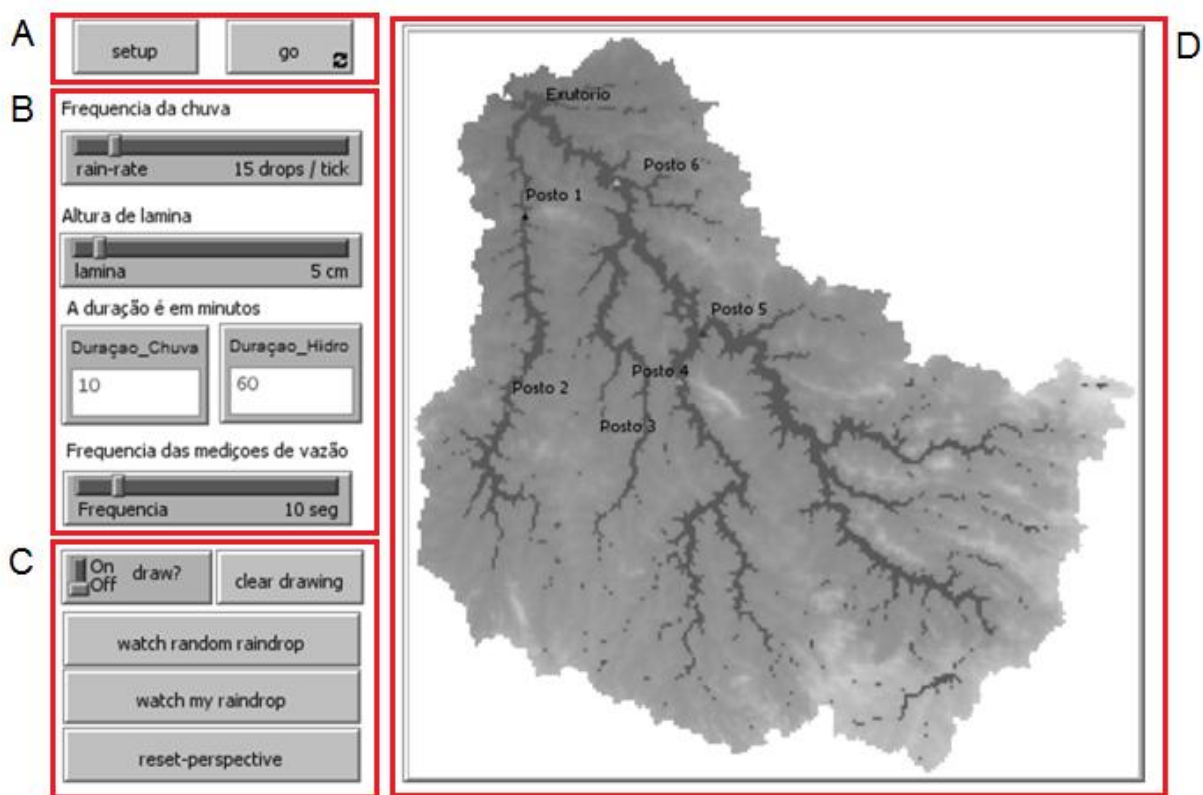 A
setup
go
B
Frequencia da chuva
rain-rate 15 drops / tick
Altura de lamina
lamina 5 cm
A duração é em minutos
Duraçao_Chuva
10
Duraçao_Hidro
60
Frequencia das mediçoes de vazão
Frequencia 10 seg
C
On
Off
draw?
clear drawing
watch random raindrop
watch my raindrop
reset-perspective
D
Exutorio
Posto 6
Posto 1
Posto 5
Posto 4
Posto 2
Posto 3